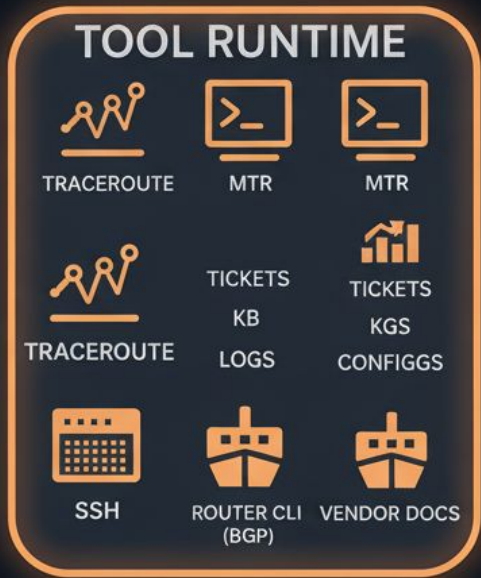 TOOL RUNTIME
TRACEROUTE
MTR
MTR
TRACEROUTE
TICKETS
KB
LOGS
TICKETS
KGS
CONFIGGS
SSH
ROUTER CLI
(BGP)
VENDOR DOCS